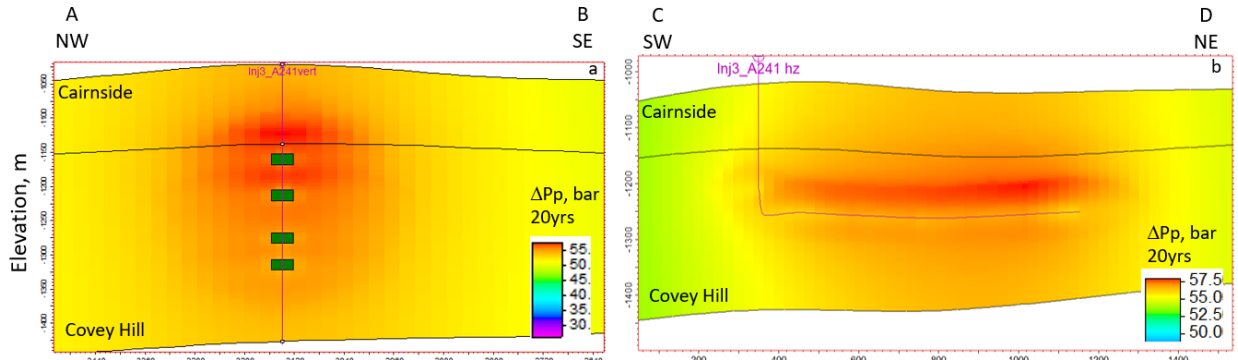 A
B
NW
SE
a
Inj3_A241vert
Cairnside
Covey Hill
Elevation, m
ΔPp, bar
20yrs
55.
50.
45.
40.
35.
30.
C
D
SW
NE
b
Inj3_A241 hz
-1000
-1100
-1200
-1300
-1400
Cairnside
Covey Hill
ΔPp, bar
20yrs
57.5
55.0
52.5
50.0
200
400
600
800
1000
1200
1400